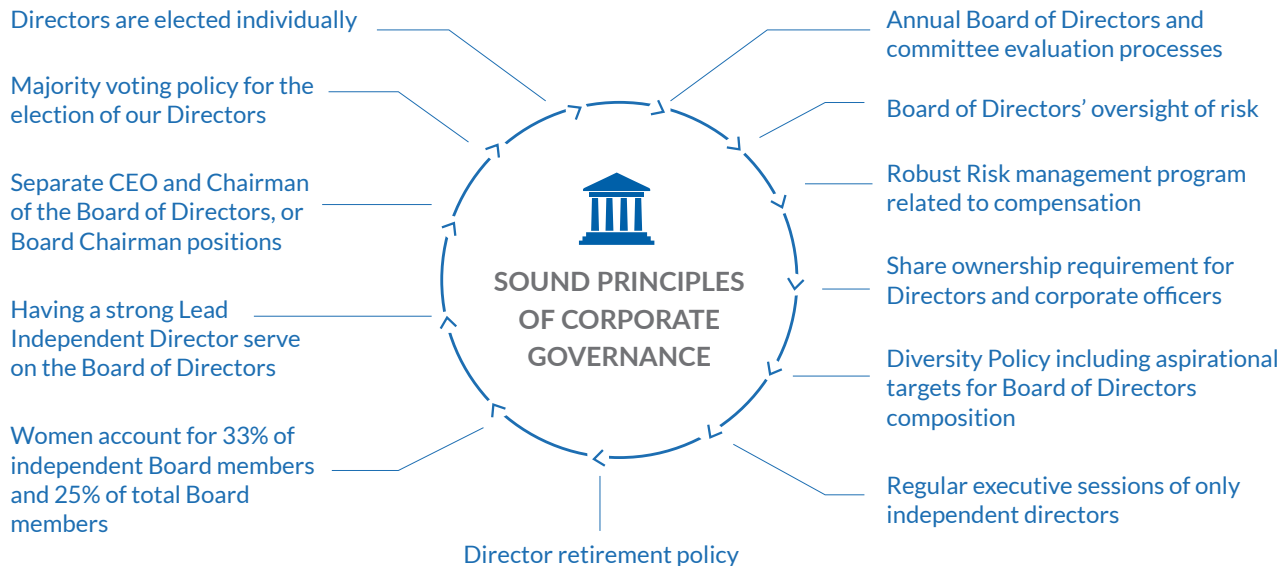 Directors are elected individually
Majority voting policy for the
election of our Directors
Separate CEO and Chairman
of the Board of Directors, or
Board Chairman positions
Having a strong Lead
Independent Director serve
on the Board of Directors
Women account for 33% of
independent Board members
and 25% of total Board
members
SOUND PRINCIPLES
OF CORPORATE
GOVERNANCE
Director retirement policy
Annual Board of Directors and
committee evaluation processes
Board of Directors’ oversight of risk
Robust Risk management program
related to compensation
Share ownership requirement for
Directors and corporate officers
Diversity Policy including aspirational
targets for Board of Directors
composition
Regular executive sessions of only
independent directors